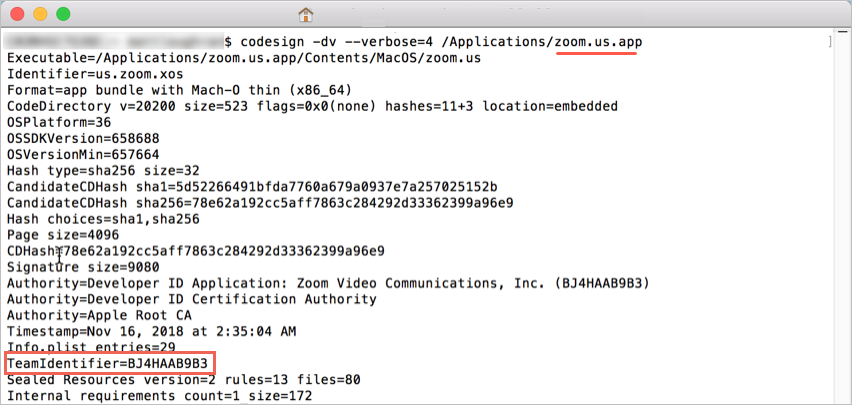 $ codesign -dv --verbose=4 /Applications/zoom.us.app
Executable=/Applications/zoom.us.app/Contents/MacOS/zoom.us
Identifier=us.zoom.xos
Format=app bundle with Mach-O thin (x86_64)
CodeDirectory v=20200 size=523 flags=0x0(none) hashes=11+3 location=embedded
OSPlatform=36
OSSDKVersion=658688
OSVersionMin=657664
Hash type=sha256 size=32
CandidateCDHash sha1=5d52266491bfda7760a679a0937e7a257025152b
CandidateCDHash sha256=78e62a192cc5aff7863c284292d33362399a96e9
Hash choices=sha1,sha256
Page size=4096
CDHash=78e62a192cc5aff7863c284292d33362399a96e9
Signature size=9080
Authority=Developer ID Application: Zoom Video Communications, Inc. (BJ4HAAB9B3)
Authority=Developer ID Certification Authority
Authority=Apple Root CA
Timestamp=Nov 16, 2018 at 2:35:04 AM
Info.plist entries=29
TeamIdentifier=BJ4HAAB9B3
Sealed Resources version=2 rules=13 files=80
Internal requirements count=1 size=172